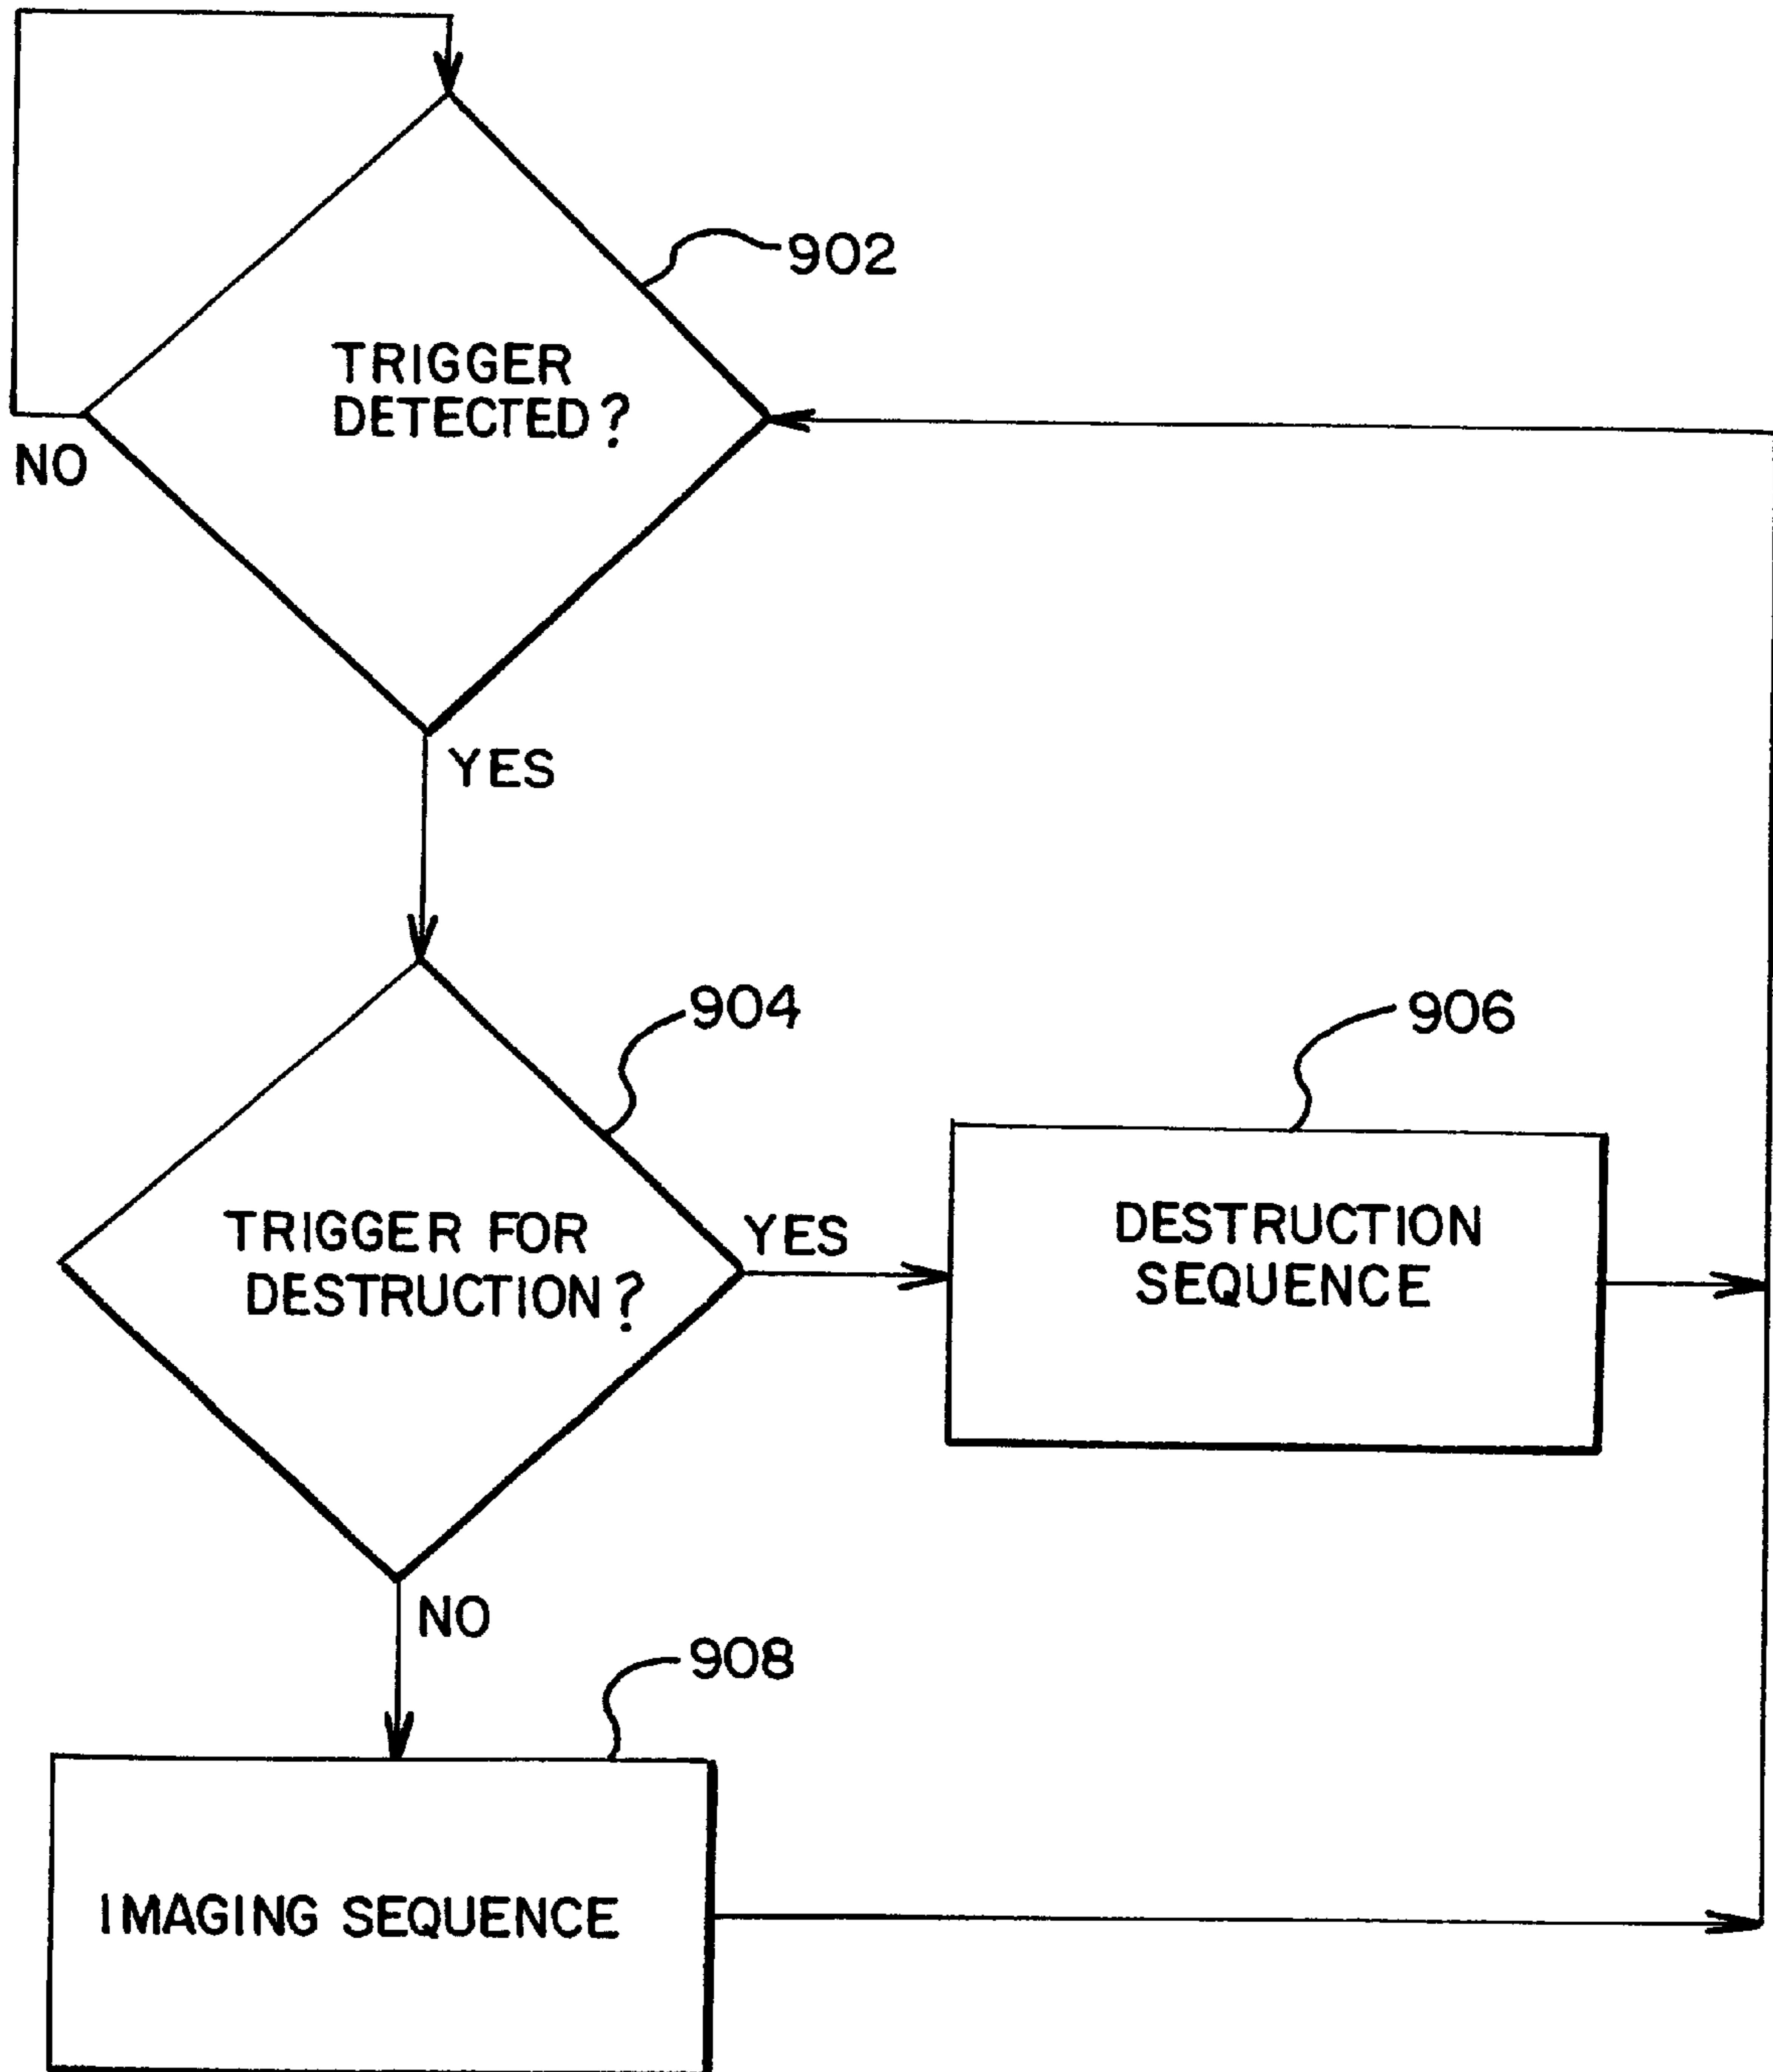 902
TRIGGER
DETECTED?
NO
YES
904
906
TRIGGER FOR
DESTRUCTION?
YES
DESTRUCTION
SEQUENCE
NO
908
IMAGING SEQUENCE